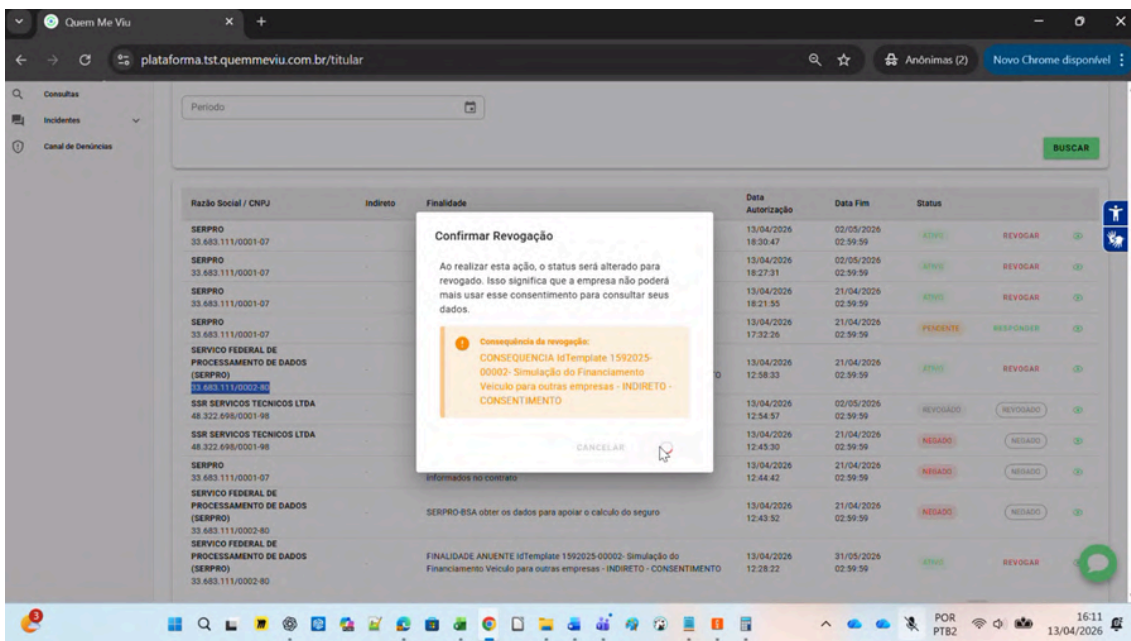 Quem Me Viu
plataforma.tst.quemmeviu.com.br/titular
Anônimas (2)
Novo Chrome disponível
Consultas
Incidentes
Canal de Denúncias
Período
BUSCAR
Razão Social / CNPJ Indireto Finalidade Data Autorização Data Fim Status
SERPRO 13/04/2026 02/05/2026
33.683.111/0001-07 18:30:47 02:59:59 ATIVO REVOGAR
SERPRO 13/04/2026 02/05/2026
33.683.111/0001-07 18:27:31 02:59:59 ATIVO REVOGAR
SERPRO 13/04/2026 21/04/2026
33.683.111/0001-07 18:21:55 02:59:59 ATIVO REVOGAR
SERPRO 13/04/2026 21/04/2026
33.683.111/0001-07 17:32:26 02:59:59 PENDENTE RESPONDER
SERVICO FEDERAL DE
PROCESSAMENTO DE DADOS 13/04/2026 21/04/2026
(SERPRO) TO 12:58:33 02:59:59 ATIVO REVOGAR
33.683.111/0002-80
SSR SERVICOS TECNICOS LTDA 13/04/2026 02/05/2026
48.322.698/0001-98 12:54:57 02:59:59 REVOGADO REVOGADO
SSR SERVICOS TECNICOS LTDA 13/04/2026 21/04/2026
48.322.698/0001-98 12:45:30 02:59:59 NEGADO NEGADO
SERPRO 13/04/2026 21/04/2026
33.683.111/0001-07 informados no contrato 12:44:42 02:59:59 NEGADO NEGADO
SERVICO FEDERAL DE
PROCESSAMENTO DE DADOS 13/04/2026 21/04/2026
(SERPRO) SERPRO-BSA obter os dados para apoiar o calculo do seguro 12:43:52 02:59:59 NEGADO NEGADO
33.683.111/0002-80
SERVICO FEDERAL DE
PROCESSAMENTO DE DADOS FINALIDADE ANUENTE IdTemplate 1592025-00002- Simulação do 13/04/2026 31/05/2026
(SERPRO) Financiamento Veiculo para outras empresas - INDIRETO - CONSENTIMENTO 12:28:22 02:59:59 ATIVO REVOGAR
33.683.111/0002-80
Confirmar Revogação
Ao realizar esta ação, o status será alterado para
revogado. Isso significa que a empresa não poderá
mais usar esse consentimento para consultar seus
dados.
Consequência da revogação:
CONSEQUENCIA IdTemplate 1592025-
00002- Simulação do Financiamento
Veiculo para outras empresas - INDIRETO -
CONSENTIMENTO
CANCELAR
3
POR
PTB2
16:11
13/04/2026